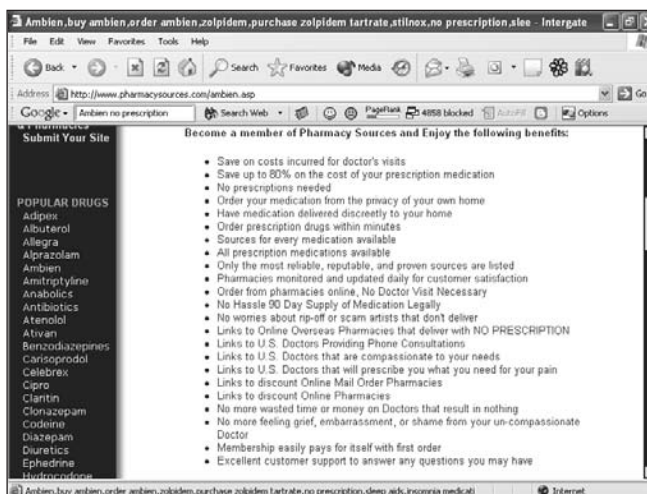 Ambien,buy ambien,order ambien,zolpidem,purchase zolpidem tartrate,stilnox,no prescription,slee - Intergate
File Edit View Favorites Tools Help
Back Search Favorites Media
Address http://www.pharmacysources.com/ambien.asp Go
Google Ambien no prescription Search Web PageRank 4858 blocked AutoFill Options
& Pharmacies
Submit Your Site
POPULAR DRUGS
Adipex
Albuterol
Allegra
Alprazolam
Ambien
Amitriptyline
Anabolics
Antibiotics
Atenolol
Ativan
Benzodiazepines
Carisoprodol
Celebrex
Cipro
Claritin
Clonazepam
Codeine
Diazepam
Diuretics
Ephedrine
Hydrocodone
Become a member of Pharmacy Sources and Enjoy the following benefits:
• Save on costs incurred for doctor's visits
• Save up to 80% on the cost of your prescription medication
• No prescriptions needed
• Order your medication from the privacy of your own home
• Have medication delivered discreetly to your home
• Order prescription drugs within minutes
• Sources for every medication available
• All prescription medications available
• Only the most reliable, reputable, and proven sources are listed
• Pharmacies monitored and updated daily for customer satisfaction
• Order from pharmacies online, No Doctor Visit Necessary
• No Hassle 90 Day Supply of Medication Legally
• No worries about rip-off or scam artists that don't deliver
• Links to Online Overseas Pharmacies that deliver with NO PRESCRIPTION
• Links to U.S. Doctors Providing Phone Consultations
• Links to U.S. Doctors that are compassionate to your needs
• Links to U.S. Doctors that will prescribe you what you need for your pain
• Links to discount Online Mail Order Pharmacies
• Links to discount Online Pharmacies
• No more wasted time or money on Doctors that result in nothing
• No more feeling grief, embarrassment, or shame from your un-compassionate
Doctor
• Membership easily pays for itself with first order
• Excellent customer support to answer any questions you may have
Ambien,buy ambien,order ambien,zolpidem,purchase zolpidem tartrate,no prescription,sleep aids,insomnia medicati Internet